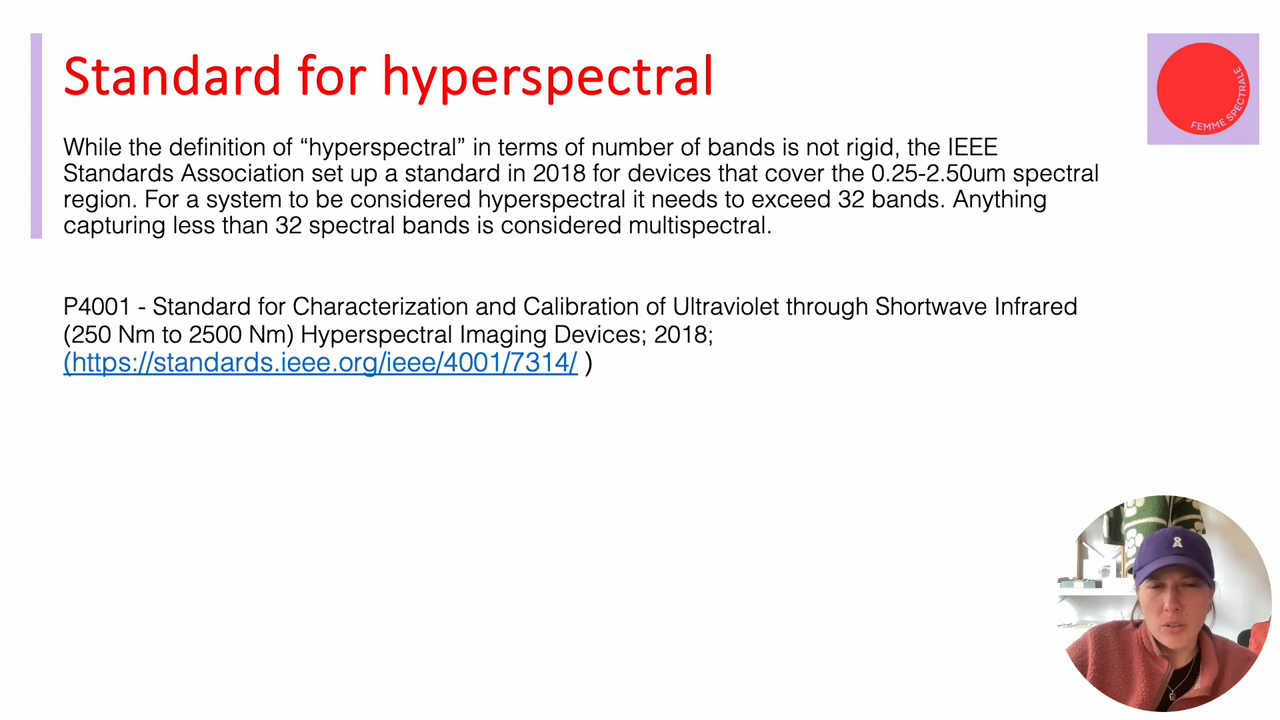 Standard for hyperspectral
FEMME SPECTRALE
While the definition of “hyperspectral” in terms of number of bands is not rigid, the IEEE
Standards Association set up a standard in 2018 for devices that cover the 0.25-2.50um spectral
region. For a system to be considered hyperspectral it needs to exceed 32 bands. Anything
capturing less than 32 spectral bands is considered multispectral.
P4001 - Standard for Characterization and Calibration of Ultraviolet through Shortwave Infrared
(250 Nm to 2500 Nm) Hyperspectral Imaging Devices; 2018;
(https://standards.ieee.org/ieee/4001/7314/ )